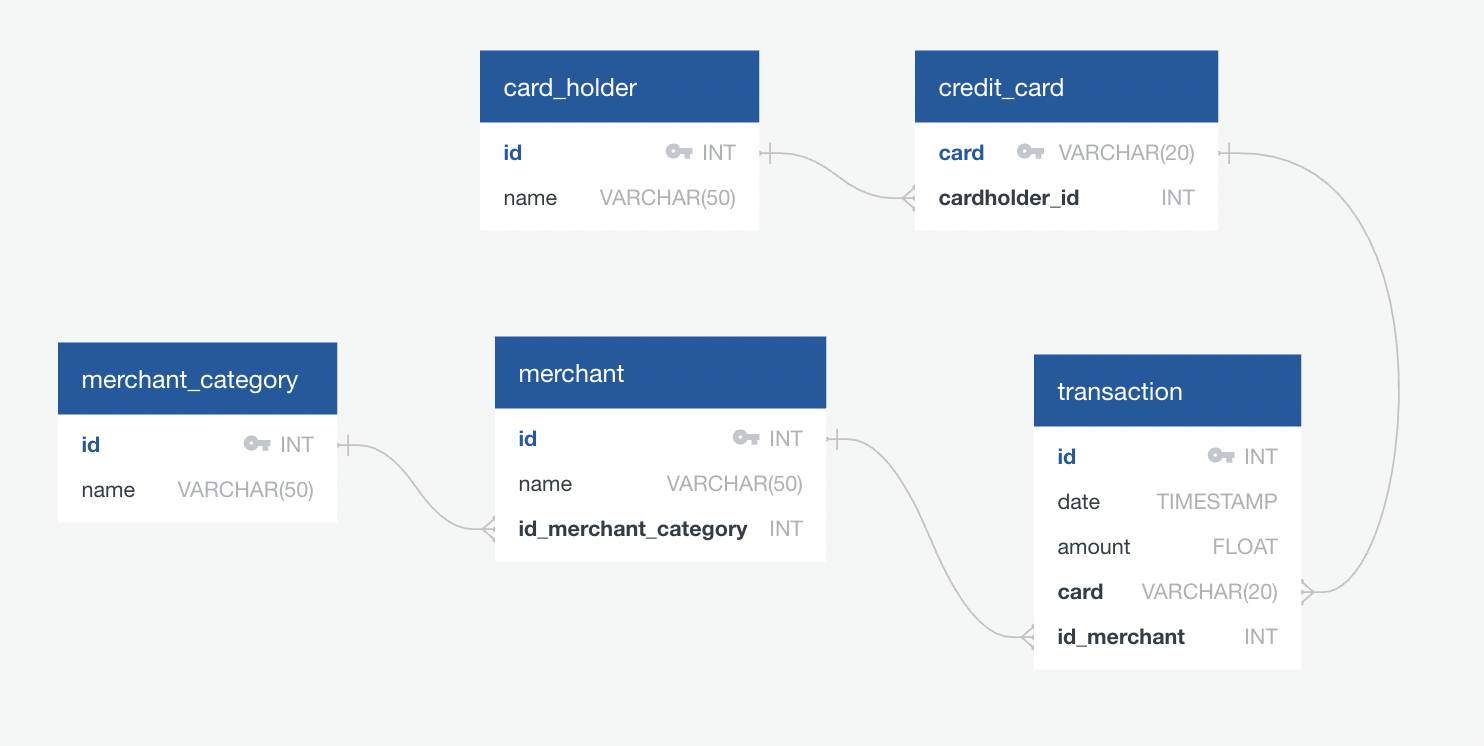 card_holder
id INT
name VARCHAR(50)
credit_card
card VARCHAR(20)
cardholder_id INT
merchant_category
id INT
name VARCHAR(50)
merchant
id INT
name VARCHAR(50)
id_merchant_category INT
transaction
id INT
date TIMESTAMP
amount FLOAT
card VARCHAR(20)
id_merchant INT